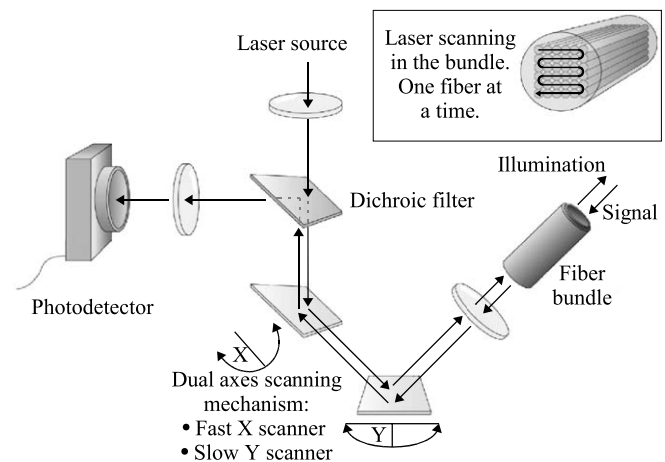 Laser source
Laser scanning
in the bundle.
One fiber at
a time.
Illumination
Signal
Dichroic filter
Fiber
bundle
Photodetector
X
Dual axes scanning
mechanism:
• Fast X scanner
• Slow Y scanner
Y